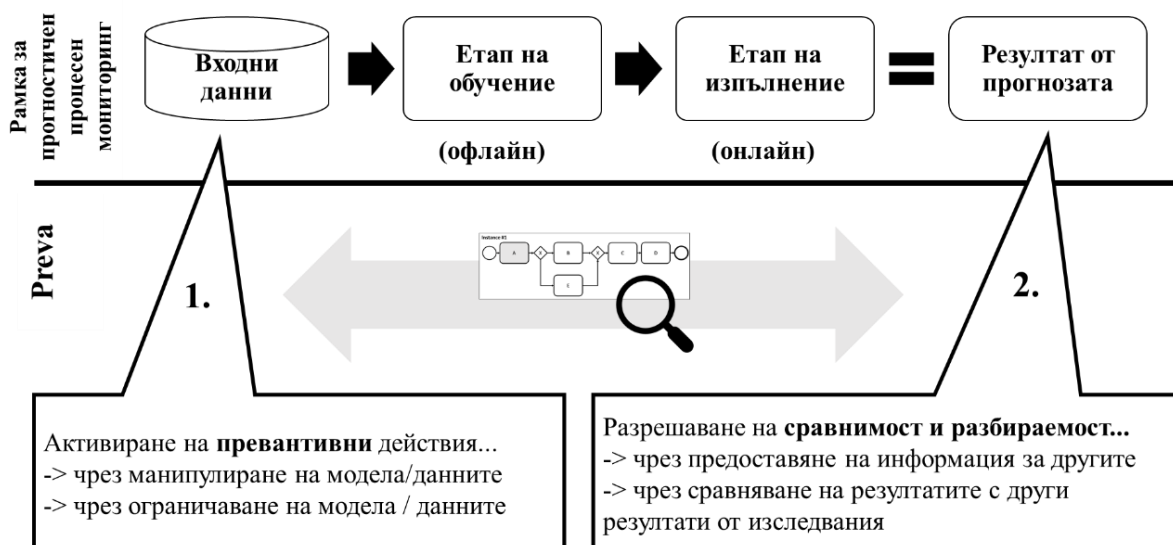 Рамка за
прогностичен
процесен
мониторинг
Входни
данни
Етап на
обучение
(офлайн)
Етап на
изпълнение
(онлайн)
Резултат от
прогнозата
Preva
1.
Instance #1
A
X
B
C
X
C
D
2.
Активиране на превантивни действия...
-> чрез манипулиране на модела/данните
-> чрез ограничаване на модела / данните
Разрешаване на сравнимост и разбираемост...
-> чрез предоставяне на информация за другите
-> чрез сравняване на резултатите с други
резултати от изследвания